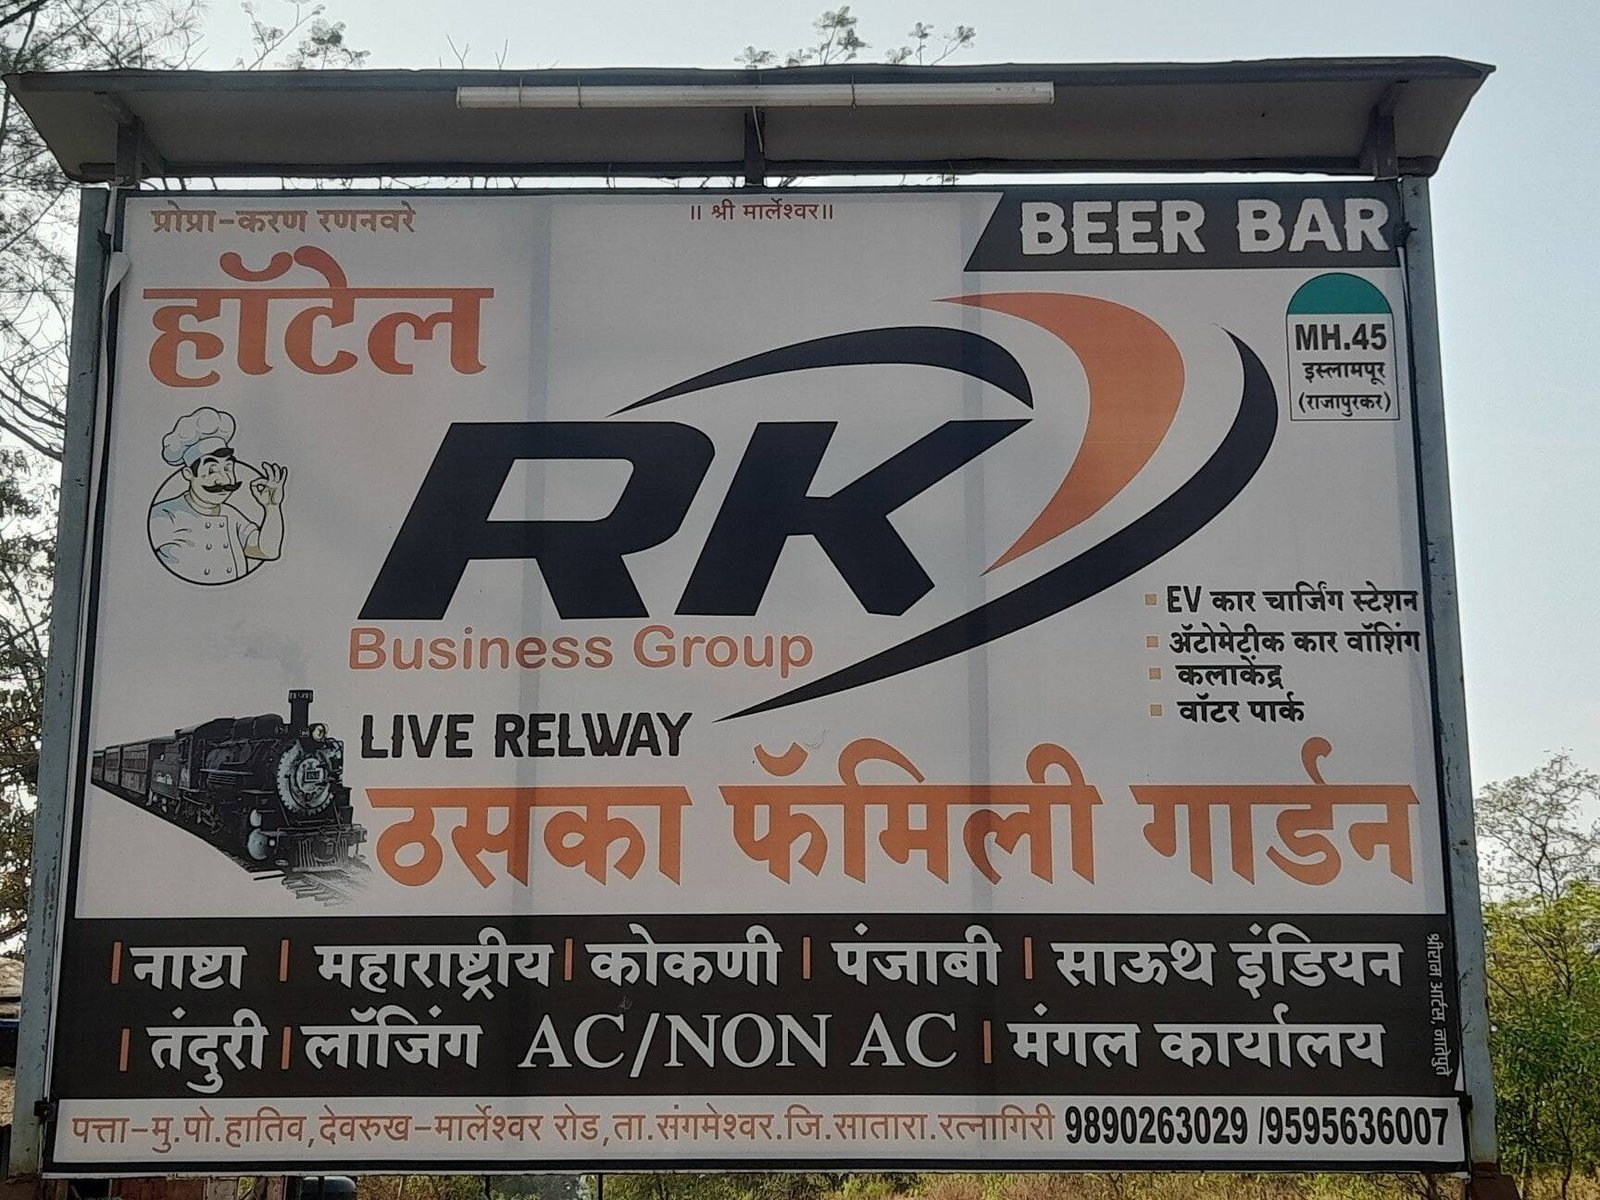 ॥ श्री मार्लेश्वर॥
प्रोप्रा-करण रणनवरे
BEER BAR
हॉटेल
MH.45
इस्लामपूर
(राजापुरकर)
RK
Business Group
EV कार चार्जिंग स्टेशन
ॲटोमेटीक कार वॉशिंग
कलाकेंद्र
वॉटर पार्क
LIVE RELWAY
ठसका फॅमिली गार्डन
| नाष्टा | महाराष्ट्रीय | कोकणी | पंजाबी | साऊथ इंडियन
| तंदुरी | लॉजिंग AC/NON AC | मंगल कार्यालय
पत्ता-मु.पो.हातिव,देवरुख-मार्लेश्वर रोड,ता.संगमेश्वर.जि.सातारा.रत्नागिरी 9890263029 /9595636007